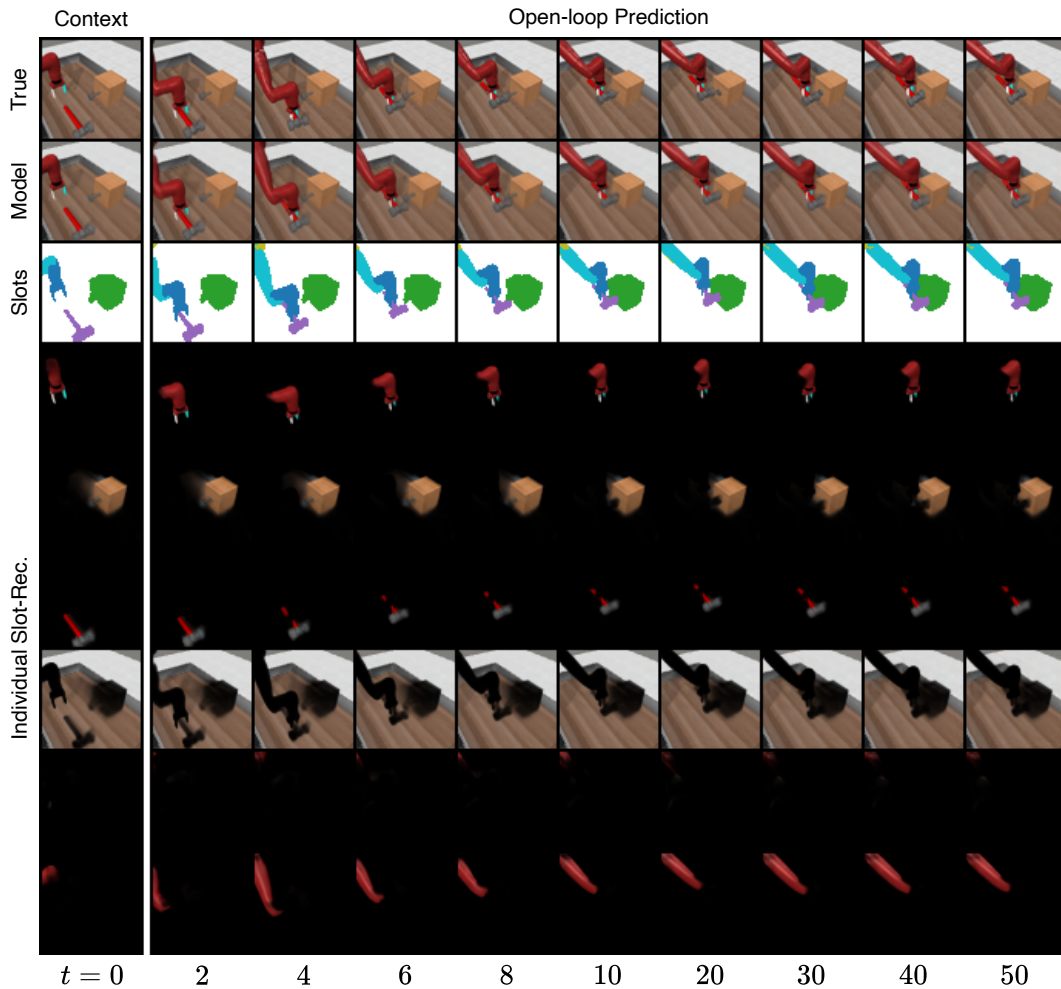 Context
Open-loop Prediction
True
Model
Slots
Individual Slot-Rec.
t = 0 2 4 6 8 10 20 30 40 50